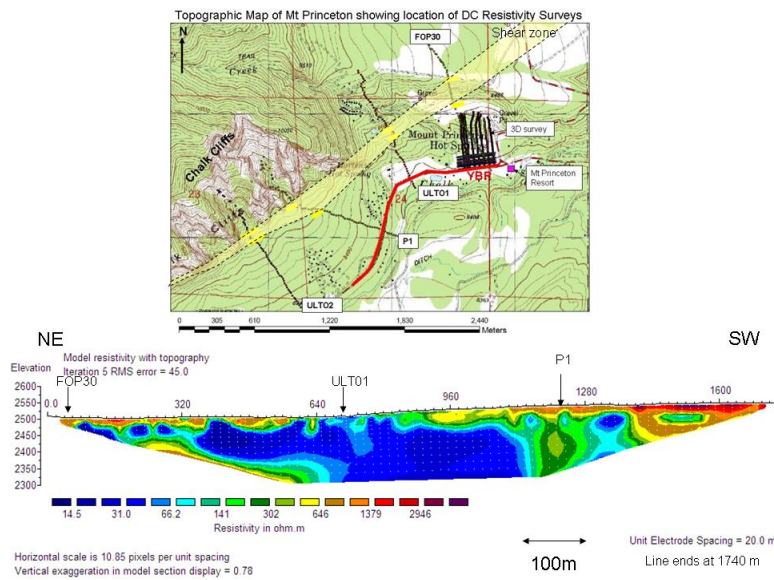 Topographic Map of Mt Princeton showing location of DC Resistivity Surveys
N
FOP30
Shear zone
TRAIL
Creek
Chalk Cliffs
Mount Princeton
Hot Springs
3D survey
Mt Princeton
Resort
YBR
ULTO1
24
23
P1
DITCH
ULTO2
0 305 610 1,220 1,830 2,440
Meters
NE
SW
Model resistivity with topography
Iteration 5 RMS error = 45.0
Elevation
FOP30
ULT01
P1
0.0 320 640 960 1280 1600
2600
2550
2500
2450
2400
2350
2300
14.5 31.0 66.2 141 302 646 1379 2946
Resistivity in ohm.m
Unit Electrode Spacing = 20.0 m
Horizontal scale is 10.85 pixels per unit spacing
Vertical exaggeration in model section display = 0.78
100m
Line ends at 1740 m